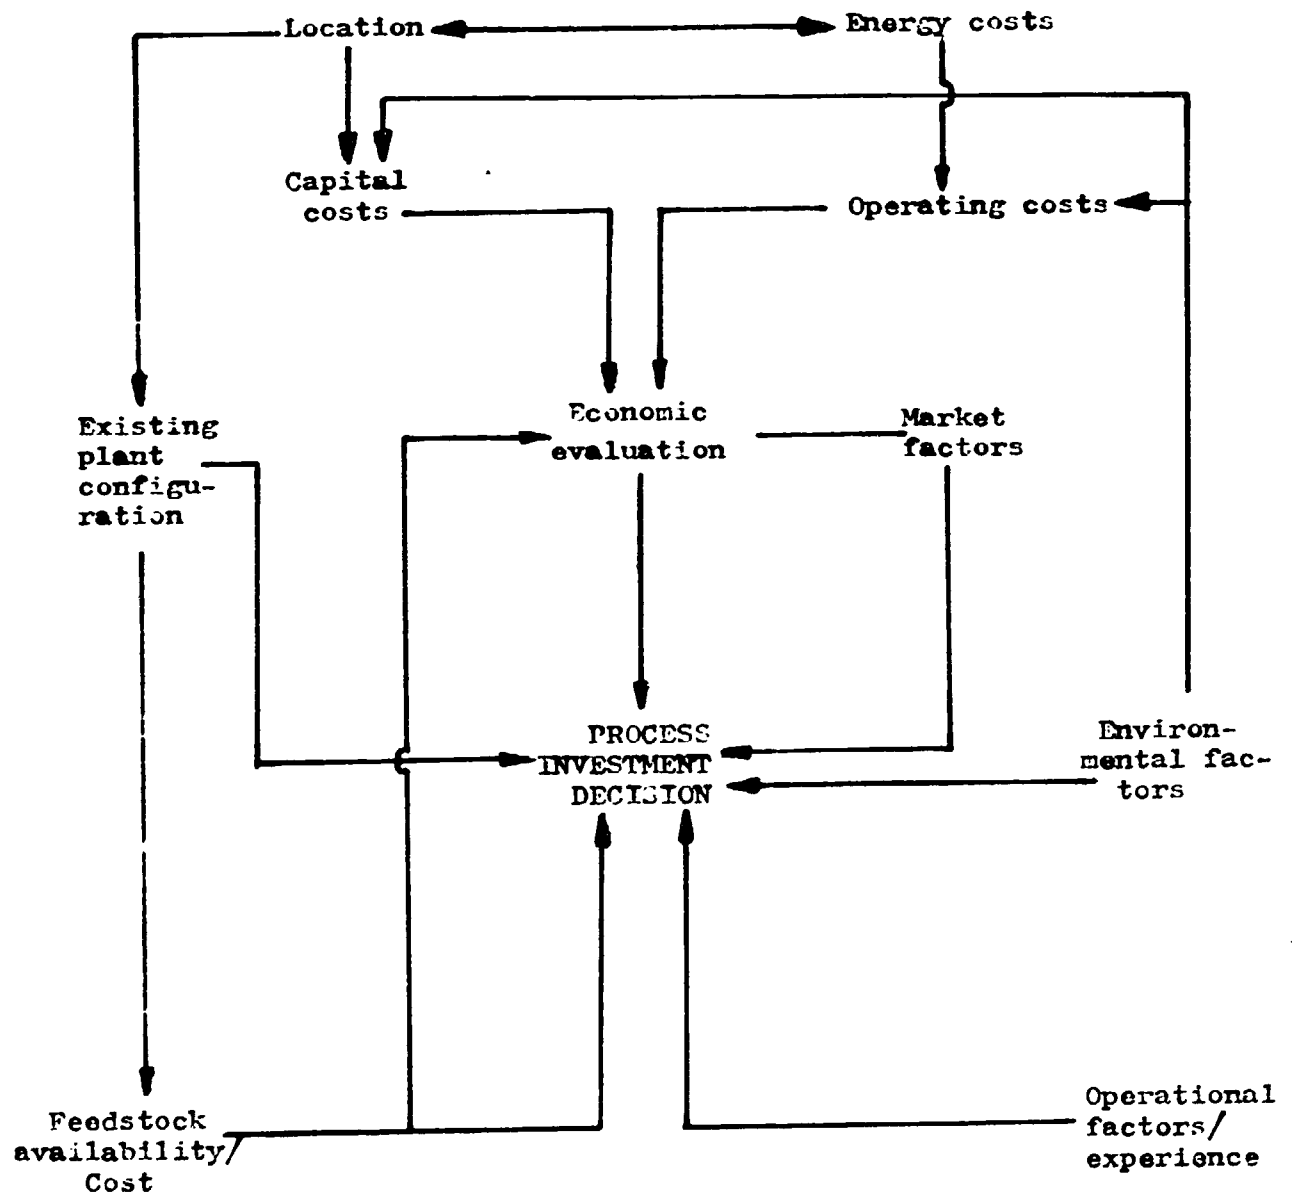 Location
Energy costs
Capital
costs
Operating costs
Existing
plant
configu-
ration
Economic
evaluation
Market
factors
PROCESS
INVESTMENT
DECISION
Environ-
mental fac-
tors
Feedstock
availability/
Cost
Operational
factors/
experience